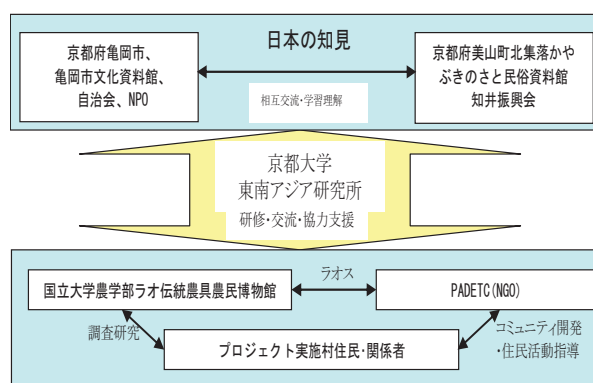 日本の知見
京都府亀岡市、
亀岡市文化資料館、
自治会、NPO
京都府美山町北集落かや
ぶきのさと民俗資料館
知井振興会
相互交流・学習理解
京都大学
東南アジア研究所
研修・交流・協力支援
ラオス
国立大学農学部ラオ伝統農具農民博物館
PADETC(NGO)
調査研究
コミュニティ開発
・住民活動指導
プロジェクト実施村住民・関係者